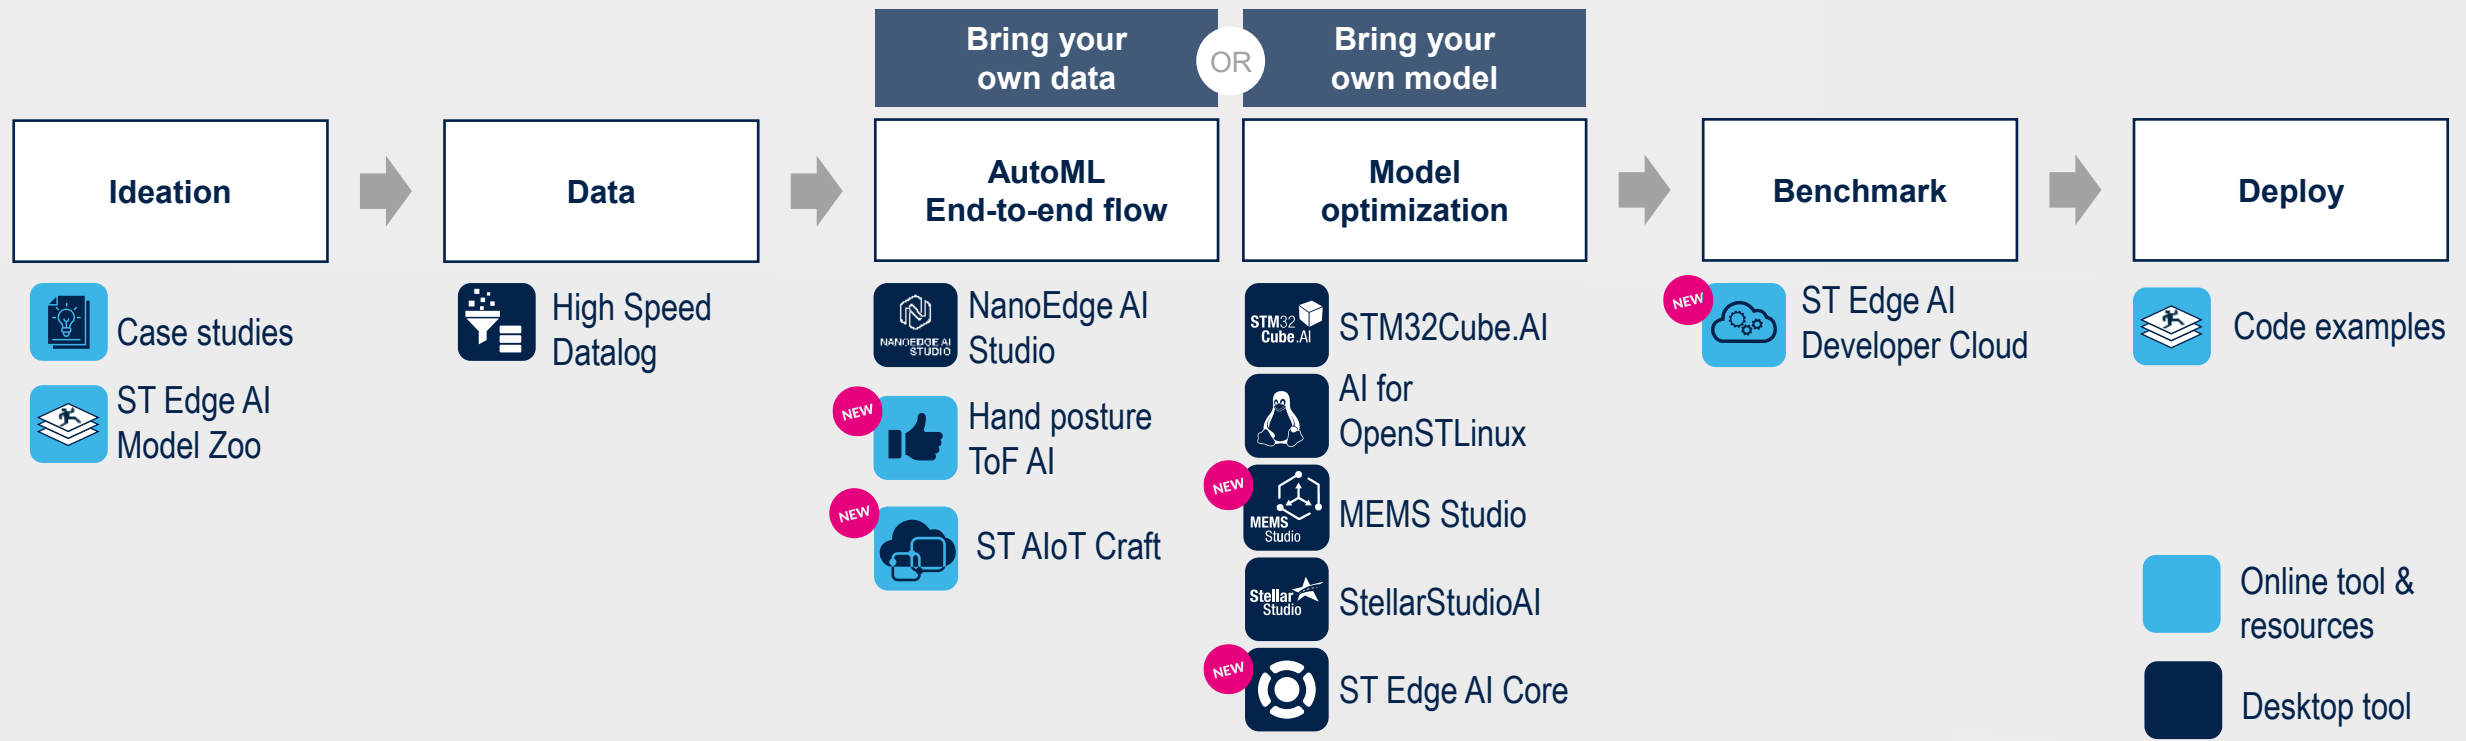 Bring your
own data
OR
Bring your
own model
Ideation
Data
AutoML
End-to-end flow
Model
optimization
Benchmark
Deploy
Case studies
ST Edge AI
Model Zoo
High Speed
Datalog
NANOEDGE AI
STUDIO
NanoEdge AI
Studio
NEW
Hand posture
ToF AI
NEW
ST AIoT Craft
STM32
Cube.AI
STM32Cube.AI
AI for
OpenSTLinux
NEW
MEMS
Studio
MEMS Studio
Stellar
Studio
StellarStudioAI
NEW
ST Edge AI Core
NEW
ST Edge AI
Developer Cloud
Code examples
Online tool &
resources
Desktop tool